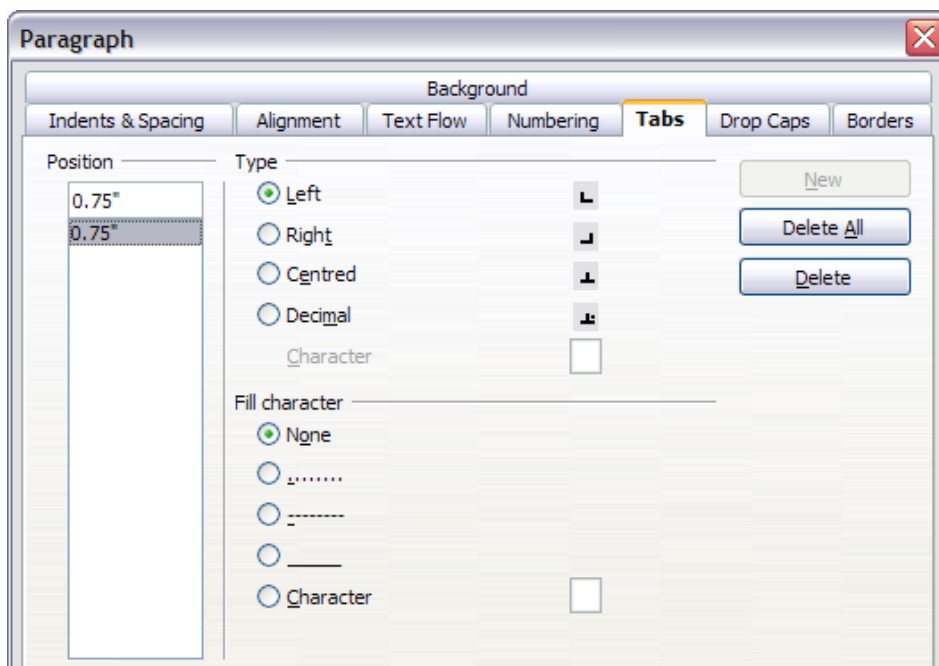 Paragraph
Background
Indents & Spacing Alignment Text Flow Numbering Tabs Drop Caps Borders
Position Type
0.75" Left New
0.75" Right Delete All
Centred Delete
Decimal
Character
Fill character
None
........
--------
_____
Character